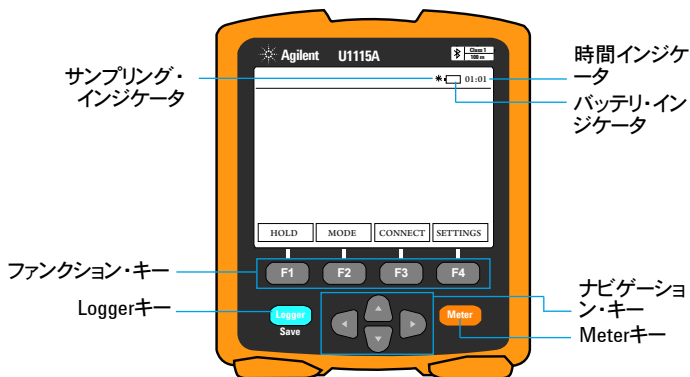 Agilent U1115A
Class 1
100 m
サンプリング・
インジケータ
時間インジケ
ータ
01:01
バッテリ・イン
ジケータ
HOLD MODE CONNECT SETTINGS
ファンクション・キー
F1 F2 F3 F4
Loggerキー
Logger
Save
Meter
ナビゲーショ
ン・キー
Meterキー